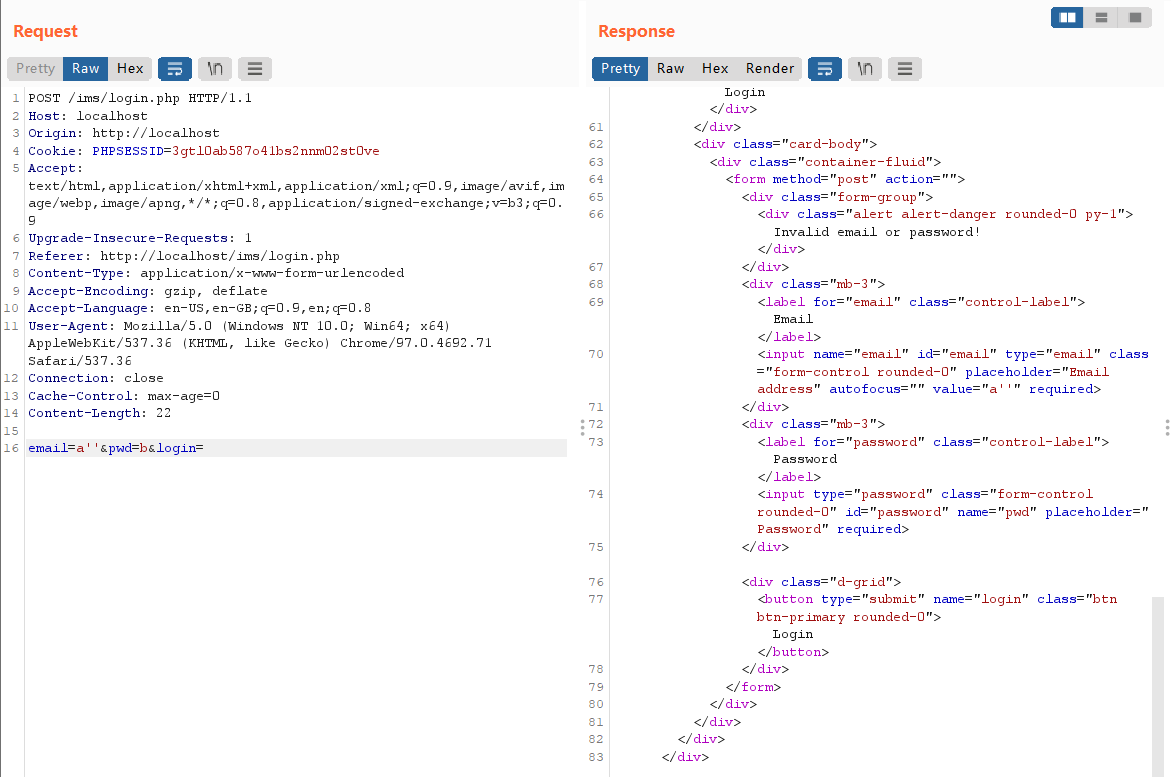 Request
Pretty Raw Hex \n
1 POST /ims/login.php HTTP/1.1
2 Host: localhost
3 Origin: http://localhost
4 Cookie: PHPSESSID=3gtl0ab587o41bs2nnm02st0ve
5 Accept:
text/html,application/xhtml+xml,application/xml;q=0.9,image/avif,im
age/webp,image/apng,*/*;q=0.8,application/signed-exchange;v=b3;q=0.
9
6 Upgrade-Insecure-Requests: 1
7 Referer: http://localhost/ims/login.php
8 Content-Type: application/x-www-form-urlencoded
9 Accept-Encoding: gzip, deflate
10 Accept-Language: en-US,en-GB;q=0.9,en;q=0.8
11 User-Agent: Mozilla/5.0 (Windows NT 10.0; Win64; x64)
AppleWebKit/537.36 (KHTML, like Gecko) Chrome/97.0.4692.71
Safari/537.36
12 Connection: close
13 Cache-Control: max-age=0
14 Content-Length: 22
15
16 email=a''&pwd=b&login=
Response
Pretty Raw Hex Render \n
Login
</div>
61 </div>
62 <div class="card-body">
63 <div class="container-fluid">
64 <form method="post" action="">
65 <div class="form-group">
66 <div class="alert alert-danger rounded-0 py-1">
Invalid email or password!
</div>
67 </div>
68 <div class="mb-3">
69 <label for="email" class="control-label">
Email
</label>
70 <input name="email" id="email" type="email" class
="form-control rounded-0" placeholder="Email
address" autofocus="" value="a''" required>
71 </div>
72 <div class="mb-3">
73 <label for="password" class="control-label">
Password
</label>
74 <input type="password" class="form-control
rounded-0" id="password" name="pwd" placeholder="
Password" required>
75 </div>
76 <div class="d-grid">
77 <button type="submit" name="login" class="btn
btn-primary rounded-0">
Login
</button>
78 </div>
79 </form>
80 </div>
81 </div>
82 </div>
83 </div>